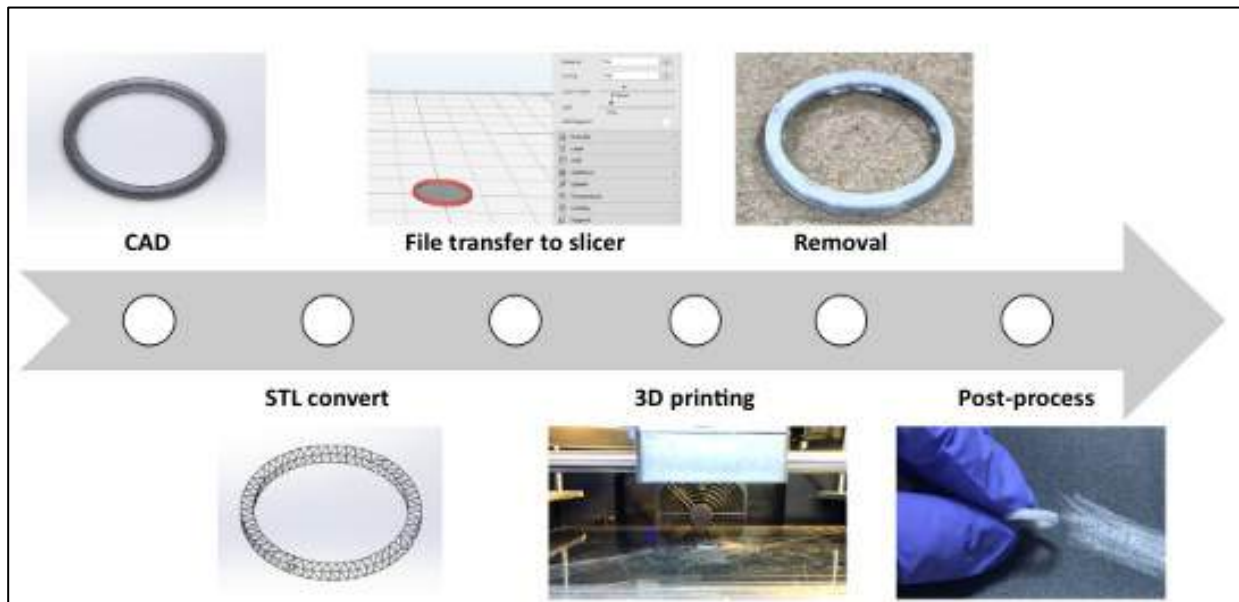 CAD
File transfer to slicer
Removal
STL convert
3D printing
Post-process